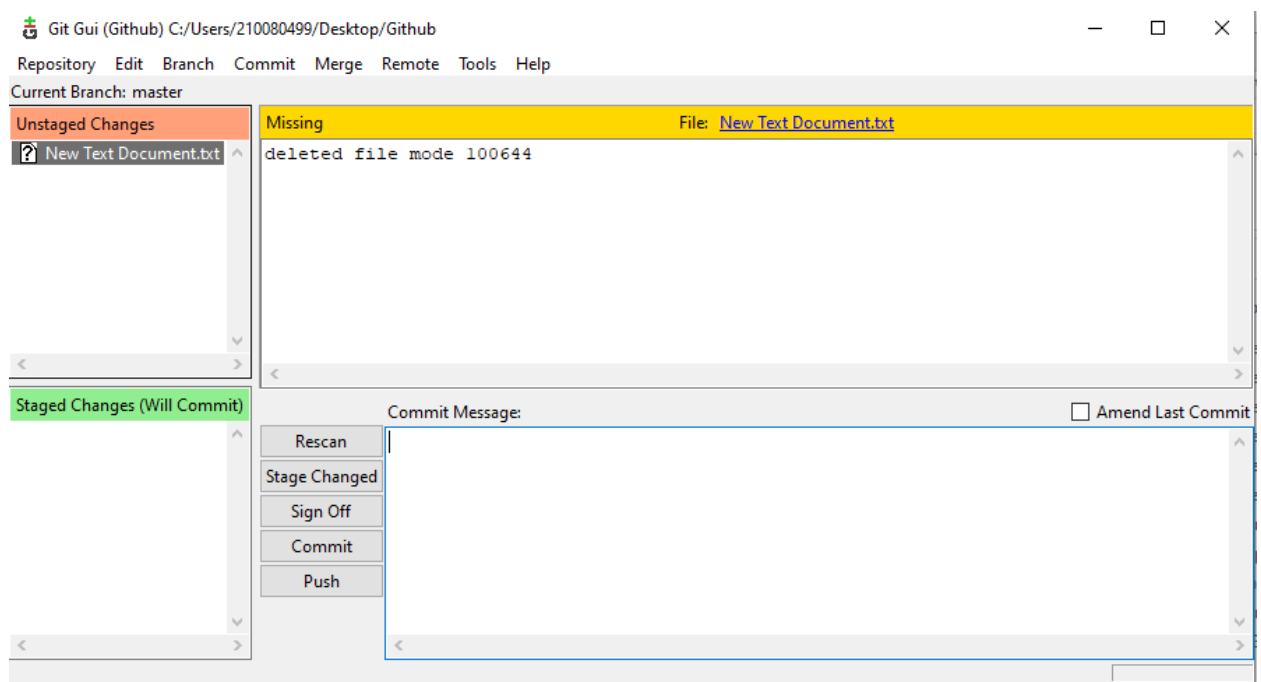 Git Gui (Github) C:/Users/210080499/Desktop/Github
Repository Edit Branch Commit Merge Remote Tools Help
Current Branch: master
Unstaged Changes
New Text Document.txt
Missing File: New Text Document.txt
deleted file mode 100644
Staged Changes (Will Commit)
Commit Message: Amend Last Commit
Rescan
Stage Changed
Sign Off
Commit
Push